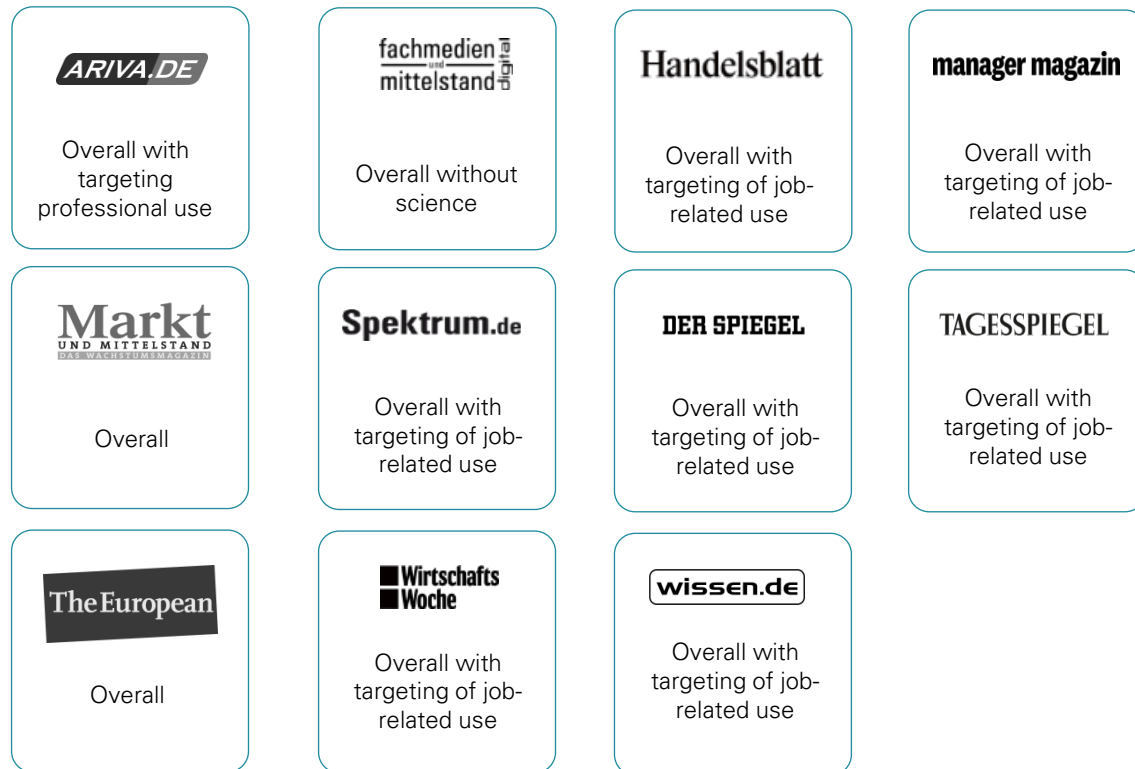 ARIVA.DE
Overall with
targeting
professional use
fachmedien
und
mittelstand
digital
Overall without
science
Handelsblatt
Overall with
targeting of job-
related use
manager magazin
Overall with
targeting of job-
related use
Markt
UND MITTELSTAND
DAS WACHSTUMSMAGAZIN
Overall
Spektrum.de
Overall with
targeting of job-
related use
DER SPIEGEL
Overall with
targeting of job-
related use
TAGESSPIEGEL
Overall with
targeting of job-
related use
The European
Overall
Wirtschafts
Woche
Overall with
targeting of job-
related use
wissen.de
Overall with
targeting of job-
related use